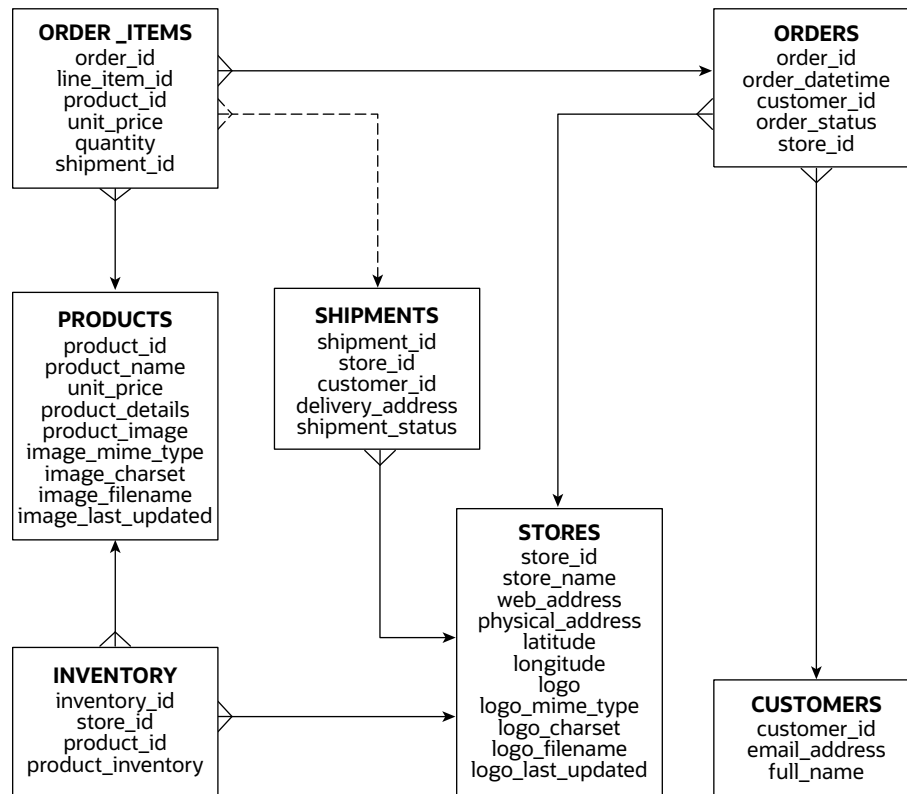 ORDER _ITEMS
order_id
line_item_id
product_id
unit_price
quantity
shipment_id
ORDERS
order_id
order_datetime
customer_id
order_status
store_id
PRODUCTS
product_id
product_name
unit_price
product_details
product_image
image_mime_type
image_charset
image_filename
image_last_updated
SHIPMENTS
shipment_id
store_id
customer_id
delivery_address
shipment_status
STORES
store_id
store_name
web_address
physical_address
latitude
longitude
logo
logo_mime_type
logo_charset
logo_filename
logo_last_updated
INVENTORY
inventory_id
store_id
product_id
product_inventory
CUSTOMERS
customer_id
email_address
full_name